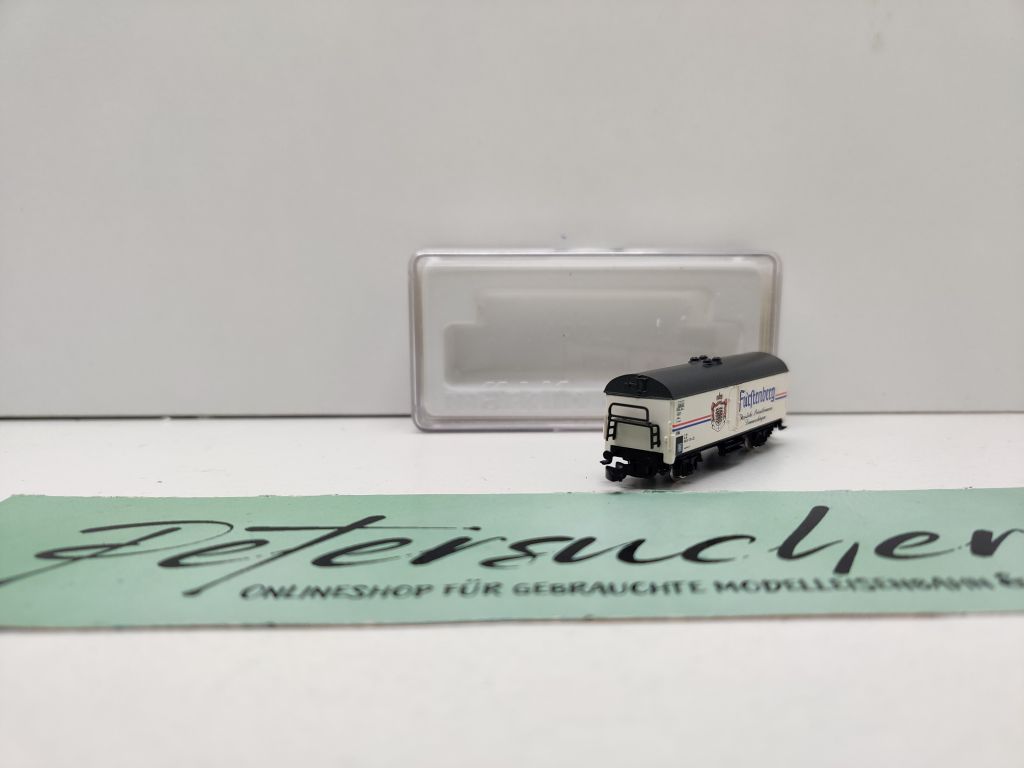 Fürstenberg
Petersucher
ONLINESHOP FÜR GEBRAUCHTE MODELLEISENBAHN &